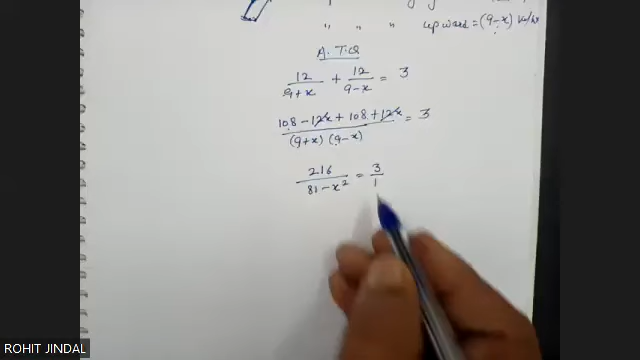 " " " upward = (9-x) km/hr
A.T.Q
12/(9+x) + 12/(9-x) = 3
(108 - 12x + 108 + 12x)/((9+x)(9-x)) = 3
216/(81-x²) = 3/1
ROHIT JINDAL